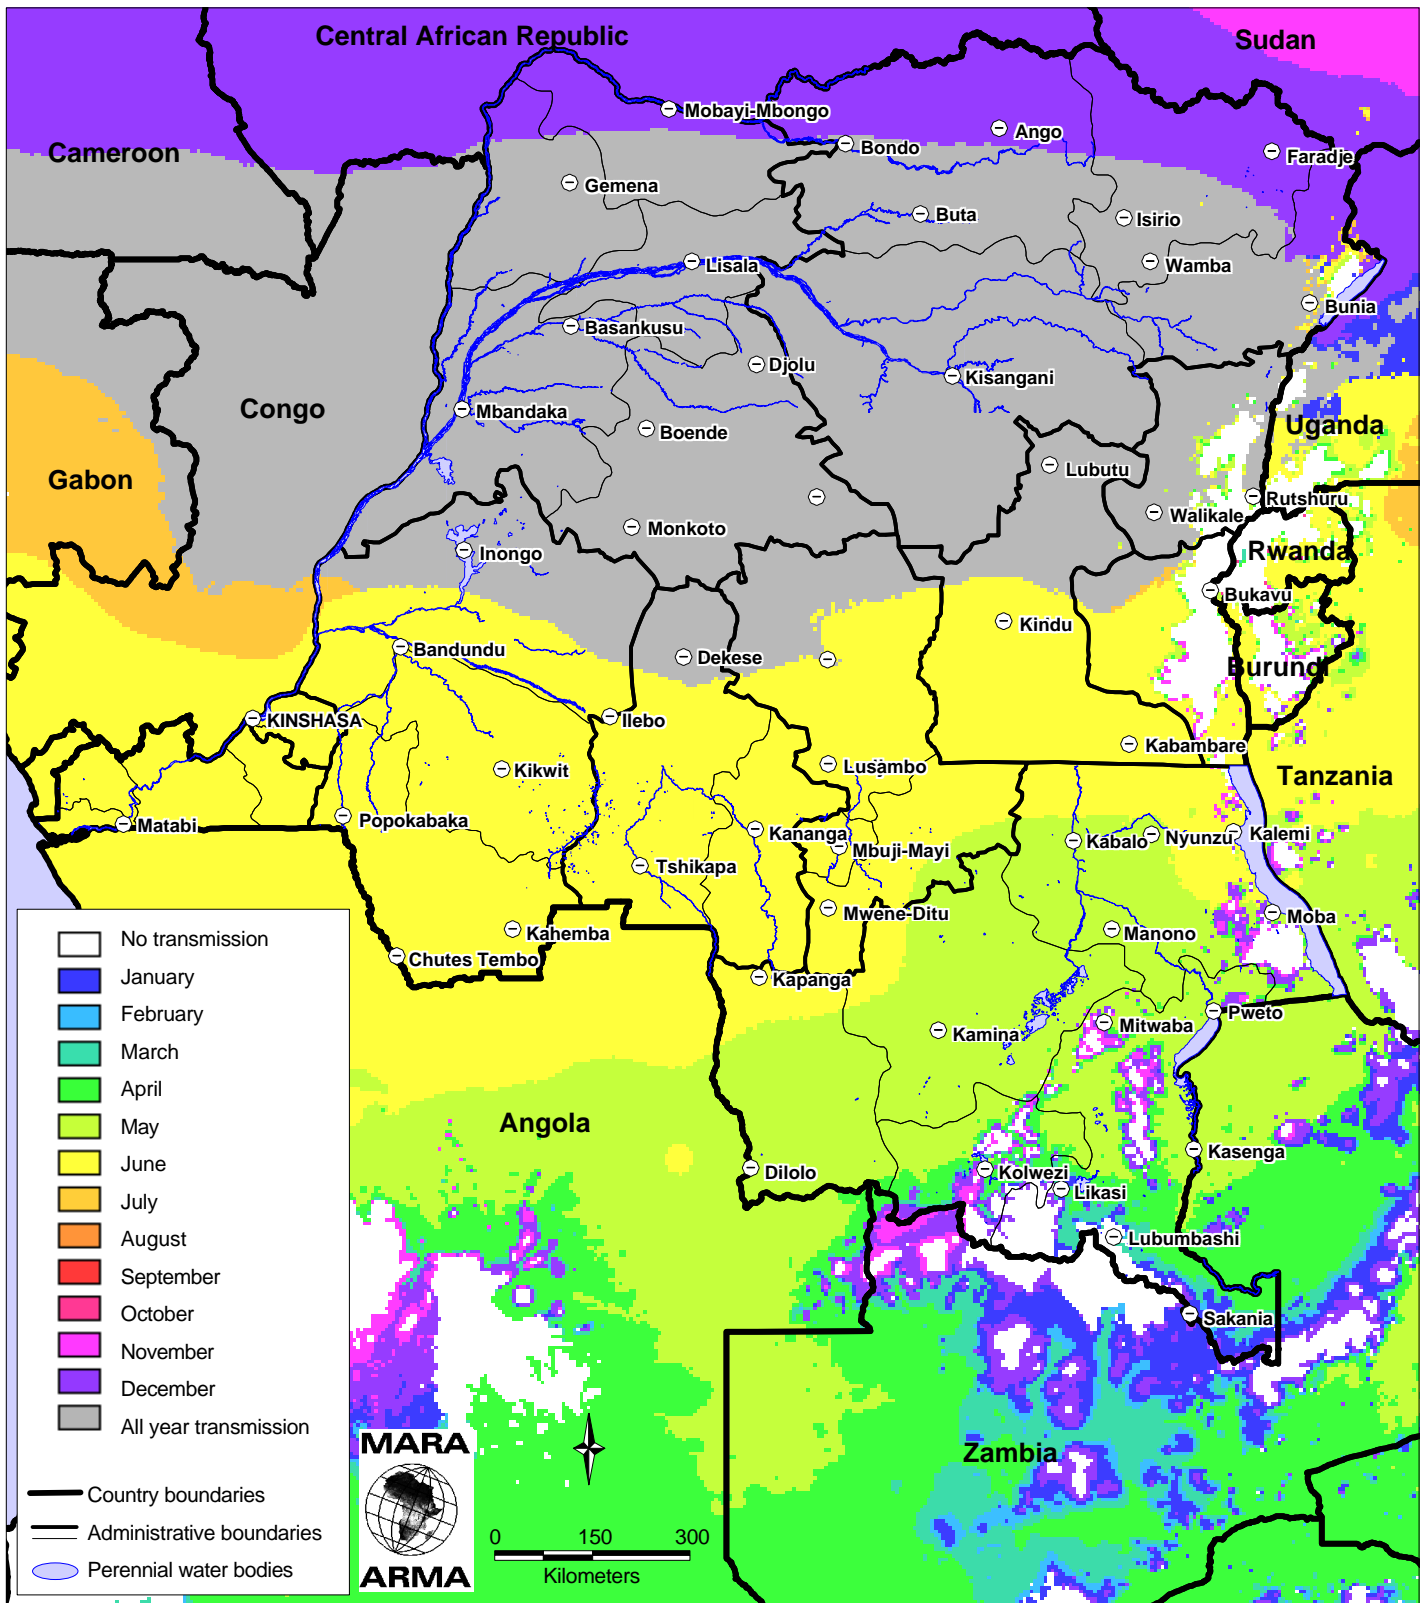 Central African Republic
Sudan
Mobayi-Mbongo
Ango
Bondo
Cameroon
Faradje
Gemena
Buta
Isirio
Lisala
Wamba
Bunia
Basankusu
Djolu
Kisangani
Congo
Mbandaka
Uganda
Boende
Lubutu
Gabon
Rutshuru
Walikale
Monkoto
Inongo
Rwanda
Bukavu
Kindu
Bandundu
Dekese
Burundi
KINSHASA
Ilebo
Kabambare
Kikwit
Lusambo
Tanzania
Matabi
Popokabaka
Kananga
Kabalo
Nyunzu
Kalemi
Mbuji-Mayi
Tshikapa
Mwene-Ditu
Moba
Kahemba
Manono
Chutes Tembo
Kapanga
Pweto
Kamina
Mitwaba
Angola
Kasenga
Dilolo
Kolwezi
Likasi
Lubumbashi
Sakania
Zambia
No transmission
January
February
March
April
May
June
July
August
September
October
November
December
All year transmission
Country boundaries
Administrative boundaries
Perennial water bodies
MARA
ARMA
0 150 300
Kilometers